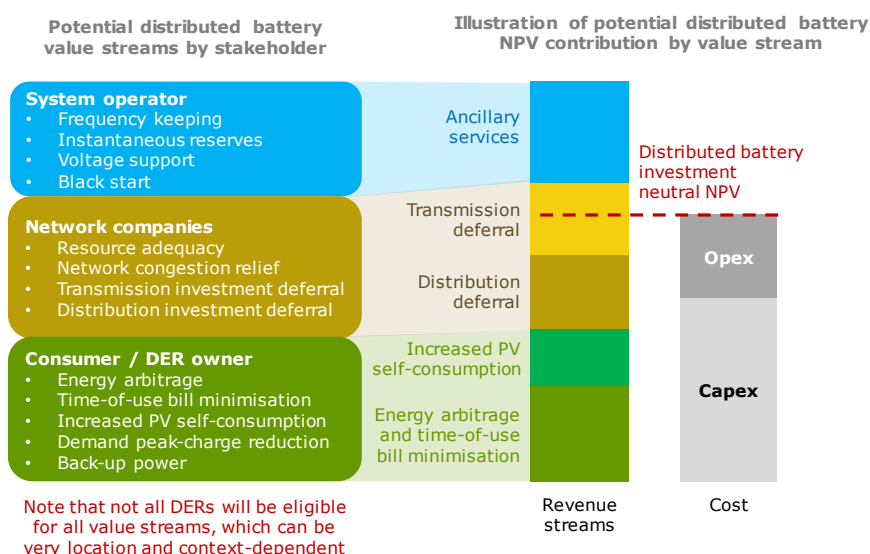 Potential distributed battery
value streams by stakeholder
Illustration of potential distributed battery
NPV contribution by value stream
System operator
• Frequency keeping
• Instantaneous reserves
• Voltage support
• Black start
Network companies
• Resource adequacy
• Network congestion relief
• Transmission investment deferral
• Distribution investment deferral
Consumer / DER owner
• Energy arbitrage
• Time-of-use bill minimisation
• Increased PV self-consumption
• Demand peak-charge reduction
• Back-up power
Note that not all DERs will be eligible
for all value streams, which can be
very location and context-dependent
Ancillary
services
Transmission
deferral
Distribution
deferral
Increased PV
self-consumption
Energy arbitrage
and time-of-use
bill minimisation
Distributed battery
investment
neutral NPV
Opex
Capex
Revenue
streams
Cost